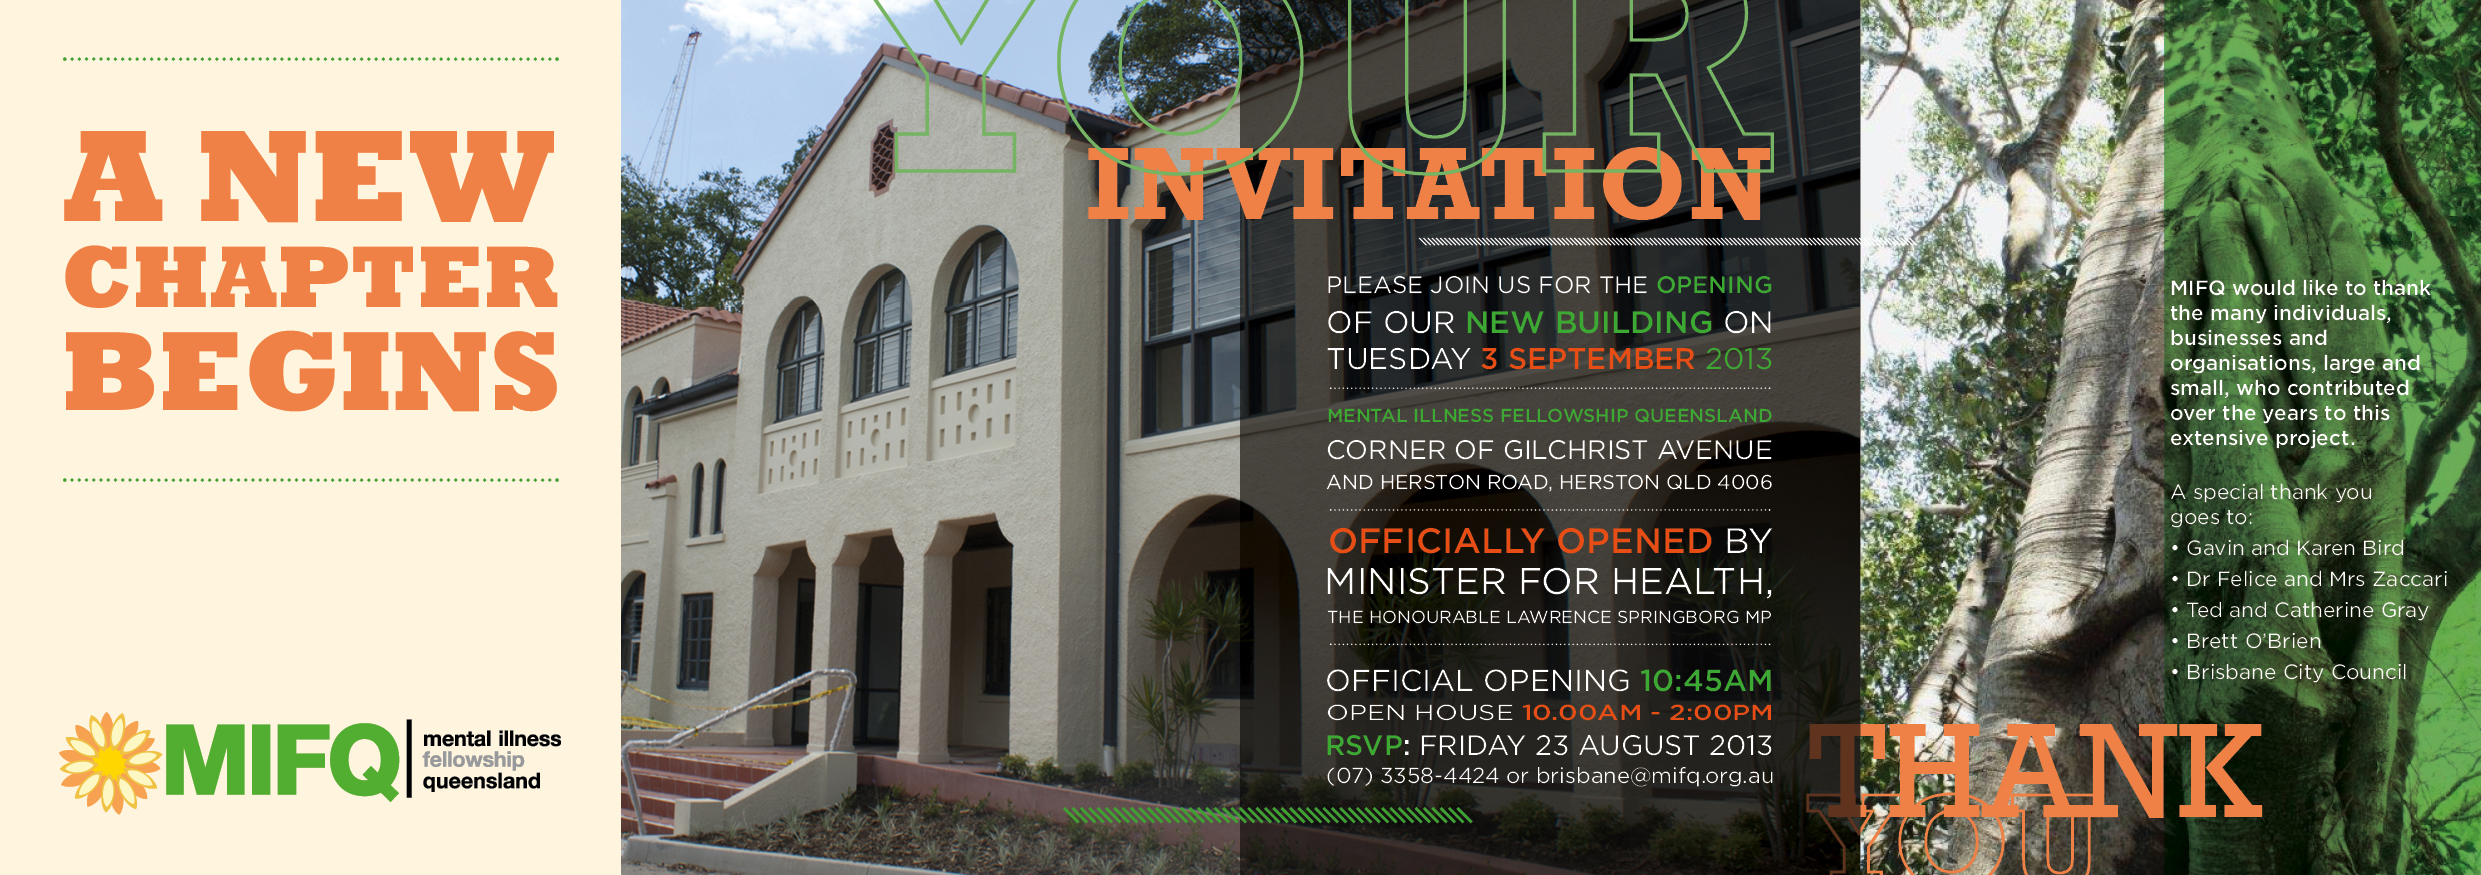 A NEW
CHAPTER
BEGINS
MIFQ
mental illness
fellowship
queensland
YOUR
INVITATION
PLEASE JOIN US FOR THE OPENING
OF OUR NEW BUILDING ON
TUESDAY 3 SEPTEMBER 2013
MENTAL ILLNESS FELLOWSHIP QUEENSLAND
CORNER OF GILCHRIST AVENUE
AND HERSTON ROAD, HERSTON QLD 4006
OFFICIALLY OPENED BY
MINISTER FOR HEALTH,
THE HONOURABLE LAWRENCE SPRINGBORG MP
OFFICIAL OPENING 10:45AM
OPEN HOUSE 10.00AM - 2:00PM
RSVP: FRIDAY 23 AUGUST 2013
(07) 3358-4424 or brisbane@mifq.org.au
MIFQ would like to thank
the many individuals,
businesses and
organisations, large and
small, who contributed
over the years to this
extensive project.
A special thank you
goes to:
• Gavin and Karen Bird
• Dr Felice and Mrs Zaccari
• Ted and Catherine Gray
• Brett O'Brien
• Brisbane City Council
THANK
YOU